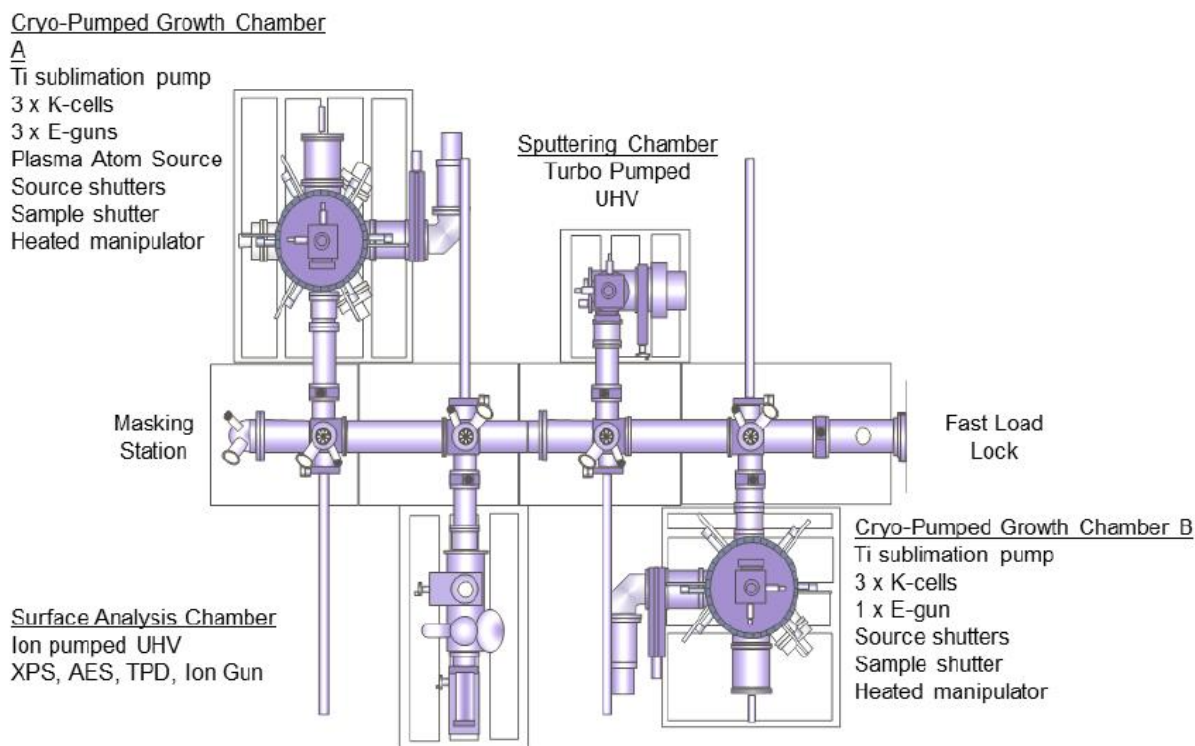 Cryo-Pumped Growth Chamber
A
Ti sublimation pump
3 x K-cells
3 x E-guns
Plasma Atom Source
Source shutters
Sample shutter
Heated manipulator
Sputtering Chamber
Turbo Pumped
UHV
Masking
Station
Fast Load
Lock
Surface Analysis Chamber
Ion pumped UHV
XPS, AES, TPD, Ion Gun
Cryo-Pumped Growth Chamber B
Ti sublimation pump
3 x K-cells
1 x E-gun
Source shutters
Sample shutter
Heated manipulator